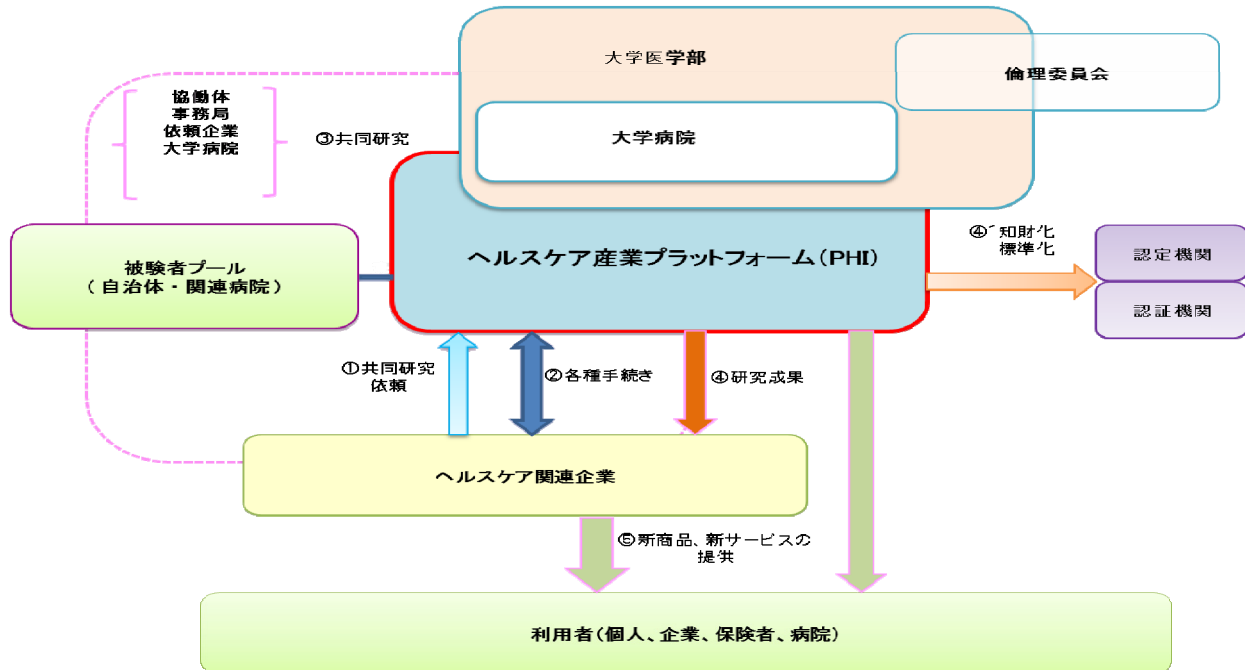 大学医学部
倫理委員会
協働体
事務局
依頼企業
大学病院
③共同研究
大学病院
ヘルスケア産業プラットフォーム(PHI)
④´知財化
標準化
認定機関
認証機関
被験者プール
(自治体・関連病院)
①共同研究
依頼
②各種手続き
④研究成果
ヘルスケア関連企業
⑤新商品、新サービスの
提供
利用者(個人、企業、保険者、病院)